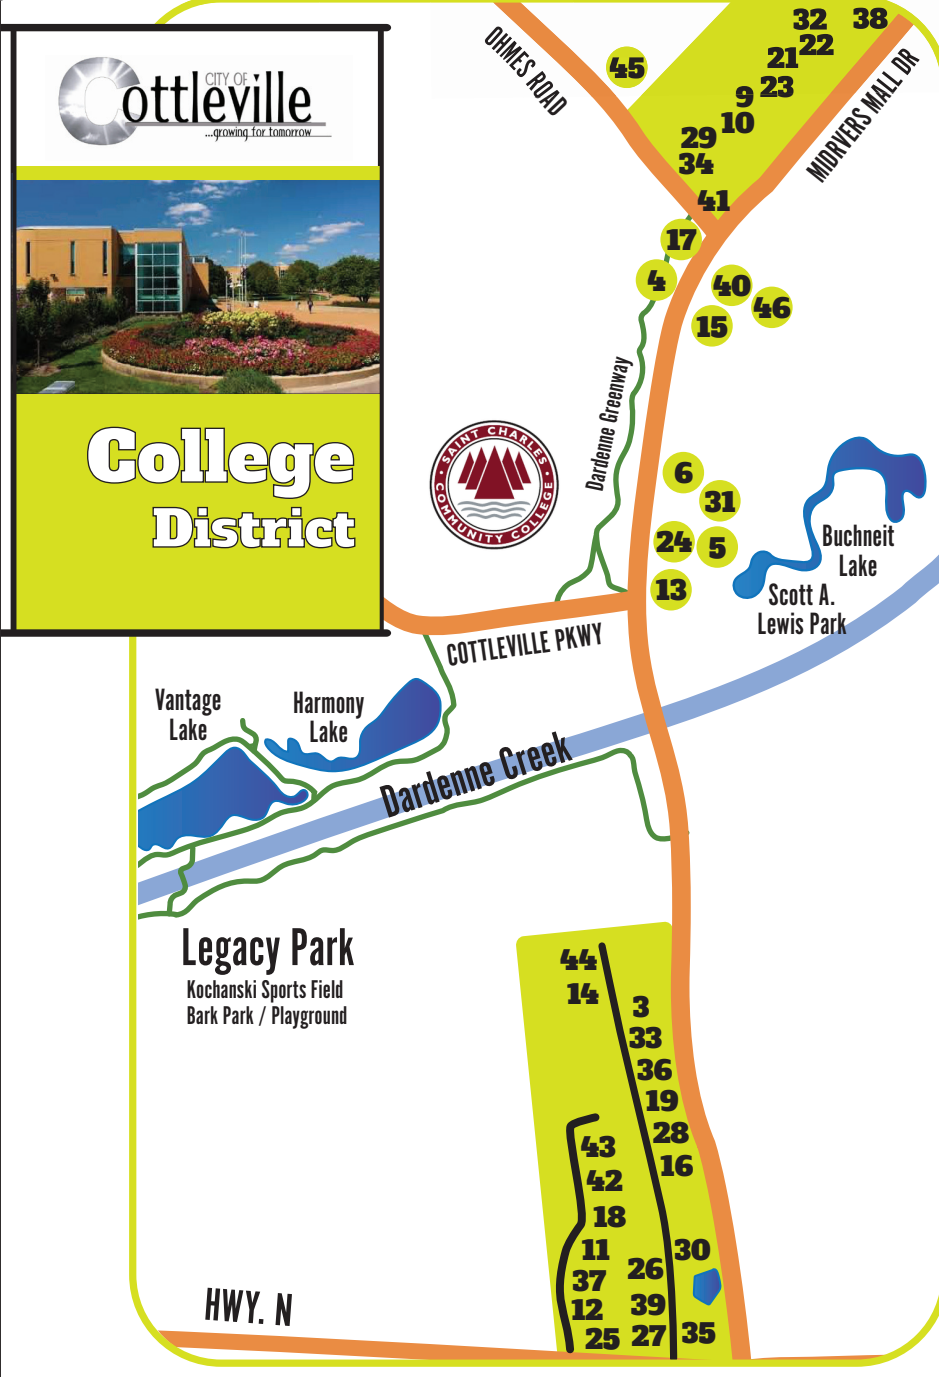 CITY OF
Cottleville
...growing for tomorrow
College
District
OHMES ROAD
MIDRVERS MALL DR
45
32
38
22
21
23
9
10
29
34
41
17
4
40
46
15
Dardenne Greenway
SAINT CHARLES
COMMUNITY COLLEGE
6
31
24
5
13
Buchneit
Lake
Scott A.
Lewis Park
COTTLEVILLE PKWY
Vantage
Lake
Harmony
Lake
Dardenne Creek
Legacy Park
Kochanski Sports Field
Bark Park / Playground
44
14
3
33
36
19
28
16
43
42
18
11
37
12
25
30
26
39
27
35
HWY. N